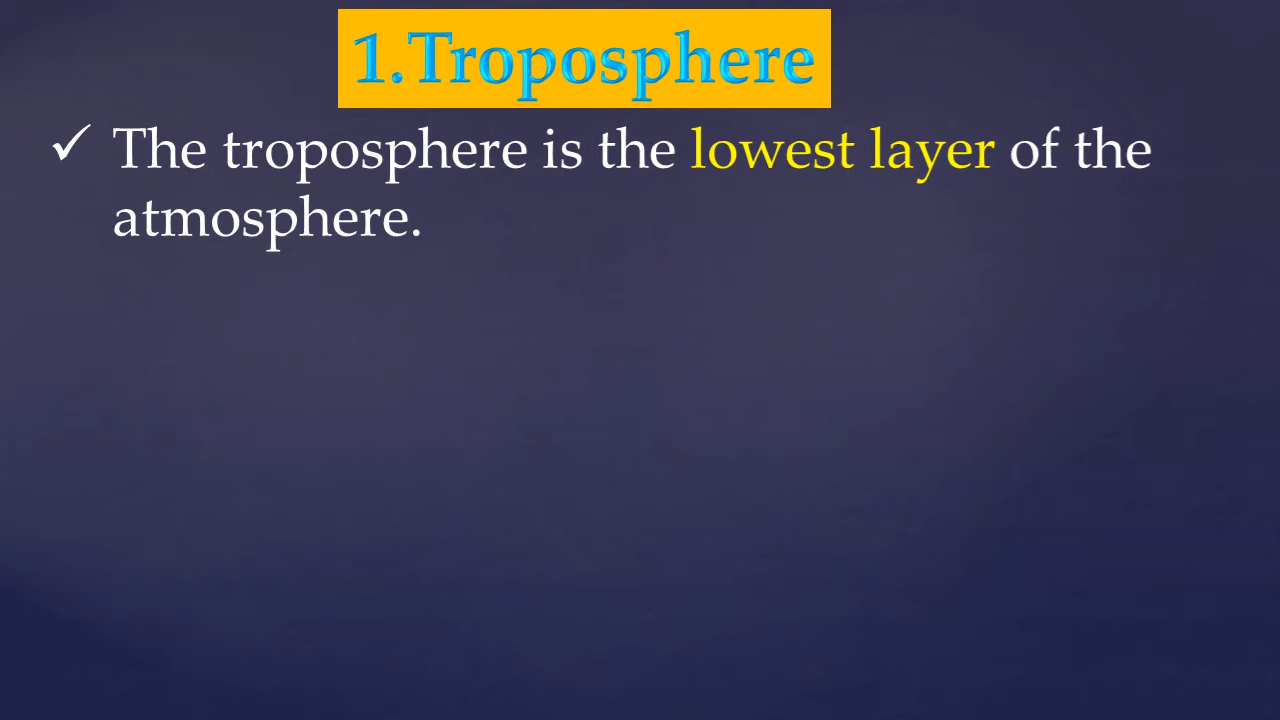 1.Troposphere
✓ The troposphere is the lowest layer of the
atmosphere.